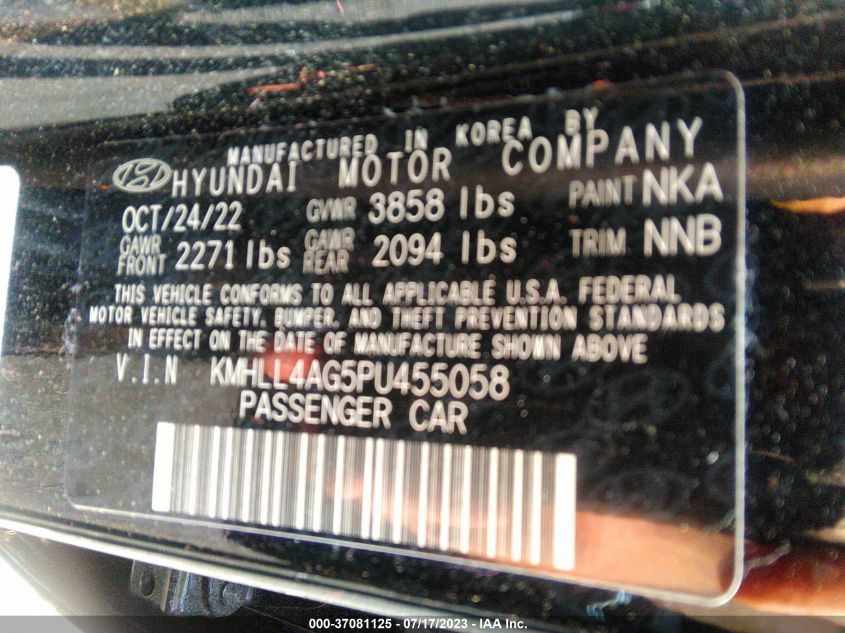 MANUFACTURED IN KOREA BY
HYUNDAI MOTOR COMPANY
OCT/24/22 GVWR 3858 lbs PAINT NKA
GAWR FRONT 2271 lbs GAWR REAR 2094 lbs TRIM NNB
THIS VEHICLE CONFORMS TO ALL APPLICABLE U.S.A. FEDERAL
MOTOR VEHICLE SAFETY, BUMPER, AND THEFT PREVENTION STANDARDS
IN EFFECT ON THE DATE OF MANUFACTURE SHOWN ABOVE
V.I.N KMHLL4AG5PU455058
PASSENGER CAR
000-37081125 - 07/17/2023 - IAA Inc.